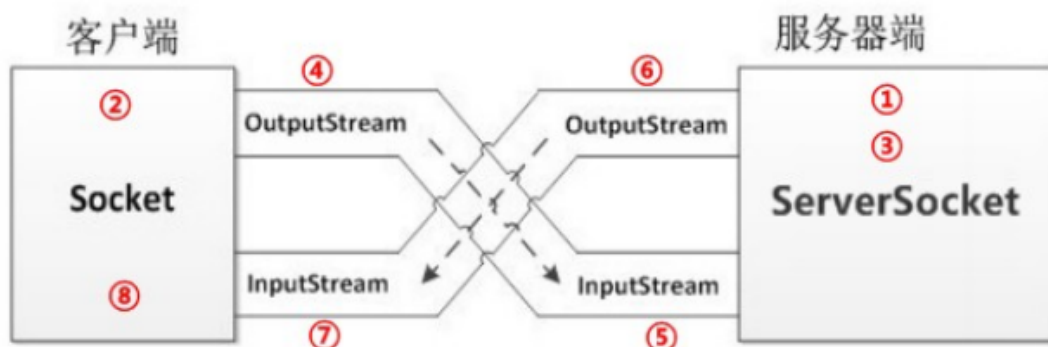 客户端
服务器端
④
⑥
②
①
OutputStream
OutputStream
③
Socket
ServerSocket
InputStream
InputStream
⑧
⑦
⑤